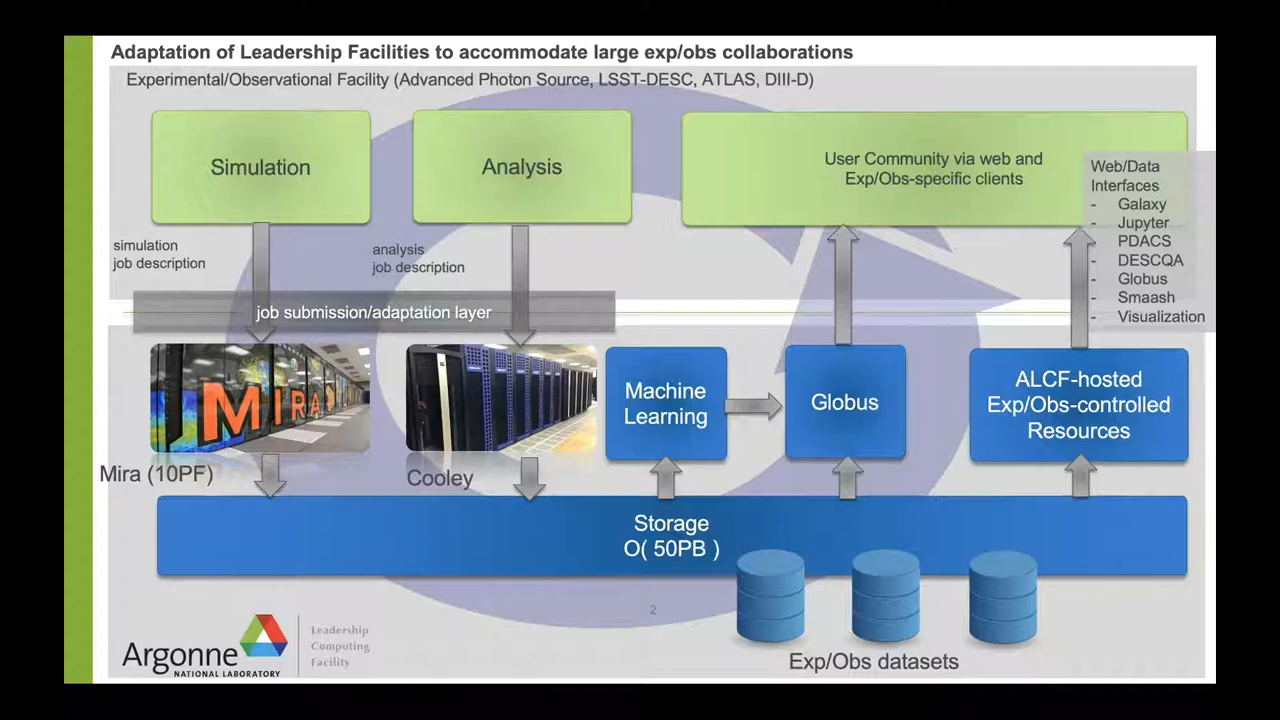 Adaptation of Leadership Facilities to accommodate large exp/obs collaborations
Experimental/Observational Facility (Advanced Photon Source, LSST-DESC, ATLAS, DIII-D)
Simulation
Analysis
User Community via web and
Exp/Obs-specific clients
Web/Data
Interfaces
- Galaxy
- Jupyter
- PDACS
- DESCQA
- Globus
- Smaash
- Visualization
simulation
job description
analysis
job description
job submission/adaptation layer
MIRA
Machine
Learning
Globus
ALCF-hosted
Exp/Obs-controlled
Resources
Mira (10PF)
Cooley
Storage
O( 50PB )
Exp/Obs datasets
2
Argonne
NATIONAL LABORATORY
Leadership
Computing
Facility